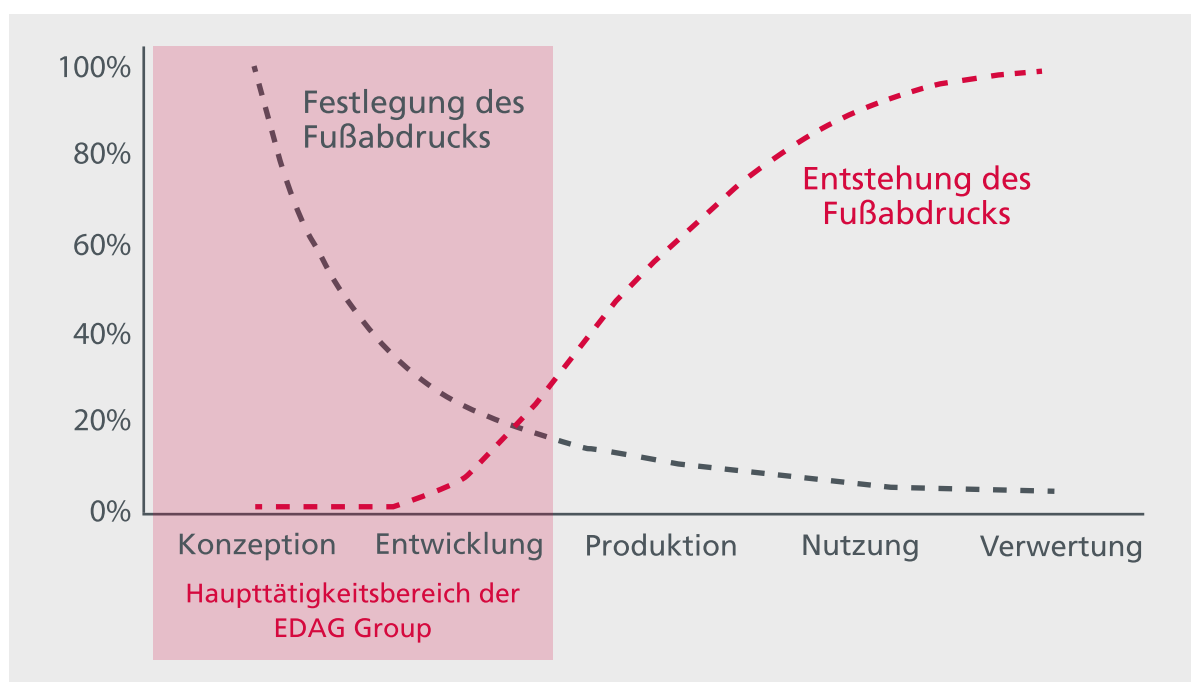 100%
80%
60%
40%
20%
0%
Festlegung des
Fußabdrucks
Entstehung des
Fußabdrucks
Konzeption
Entwicklung
Produktion
Nutzung
Verwertung
Haupttätigkeitsbereich der
EDAG Group